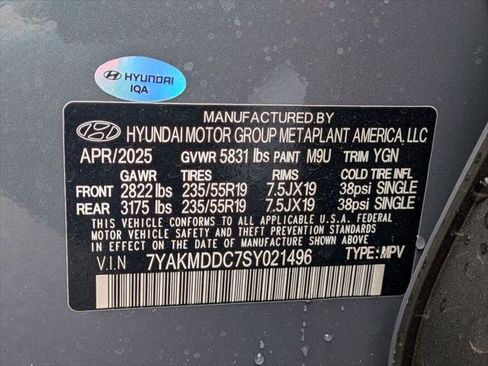 HYUNDAI
IQA
MANUFACTURED BY
HYUNDAI MOTOR GROUP METAPLANT AMERICA, LLC
APR/2025 GVWR 5831 lbs PAINT M9U TRIM YGN
GAWR TIRES RIMS COLD TIRE INFL
FRONT 2822 lbs 235/55R19 7.5JX19 38psi SINGLE
REAR 3175 lbs 235/55R19 7.5JX19 38psi SINGLE
THIS VEHICLE CONFORMS TO ALL APPLICABLE U.S.A. FEDERAL
MOTOR VEHICLE SAFETY AND THEFT PREVENTION STANDARDS
IN EFFECT ON THE DATE OF MANUFACTURE SHOWN ABOVE.
V.I.N 7YAKMDDC7SY021496 TYPE: MPV